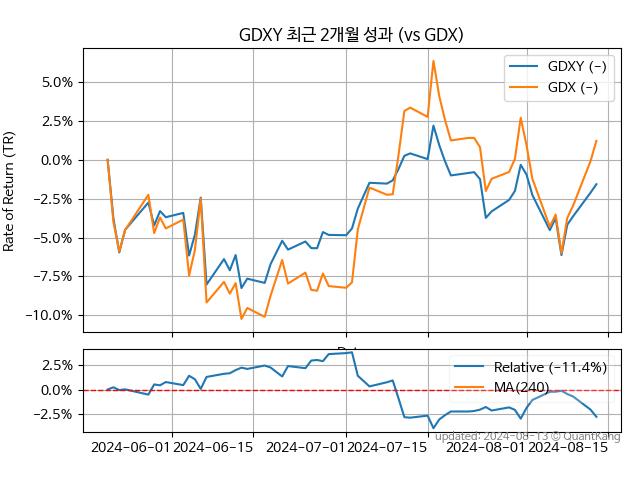 GDXY 최근 2개월 성과 (vs GDX)
Rate of Return (TR)
5.0%
2.5%
0.0%
−2.5%
−5.0%
−7.5%
−10.0%
GDXY (-)
GDX (-)
2.5%
0.0%
−2.5%
Relative (-11.4%)
MA(240)
2024-06-01 2024-06-15 2024-07-01 2024-07-15 2024-08-01 2024-08-15
updated: 2024-08-13 © QuantKang